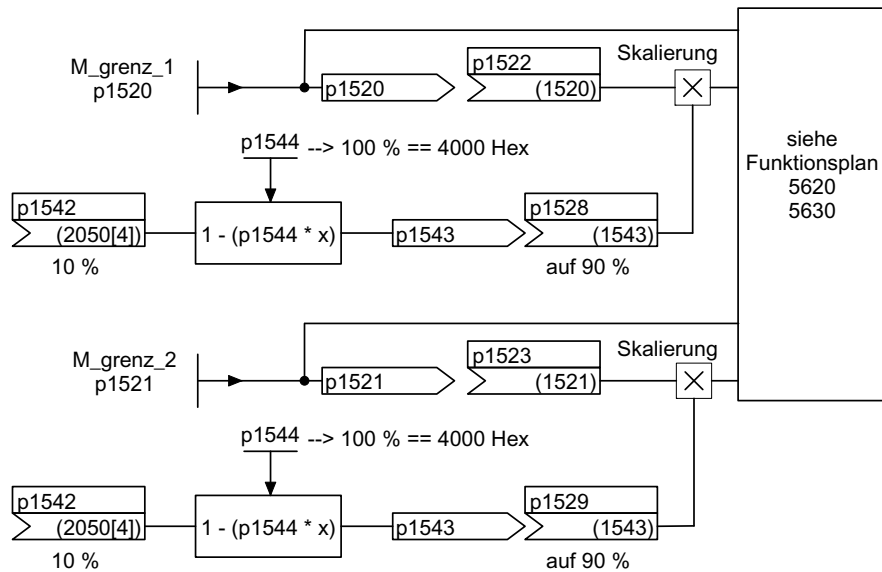 M_grenz_1
p1520
p1520
p1522
(1520)
Skalierung
p1544 --> 100 % == 4000 Hex
p1542
(2050[4])
10 %
1 - (p1544 * x)
p1543
p1528
(1543)
auf 90 %
siehe
Funktionsplan
5620
5630
M_grenz_2
p1521
p1521
p1523
(1521)
Skalierung
p1544 --> 100 % == 4000 Hex
p1542
(2050[4])
10 %
1 - (p1544 * x)
p1543
p1529
(1543)
auf 90 %